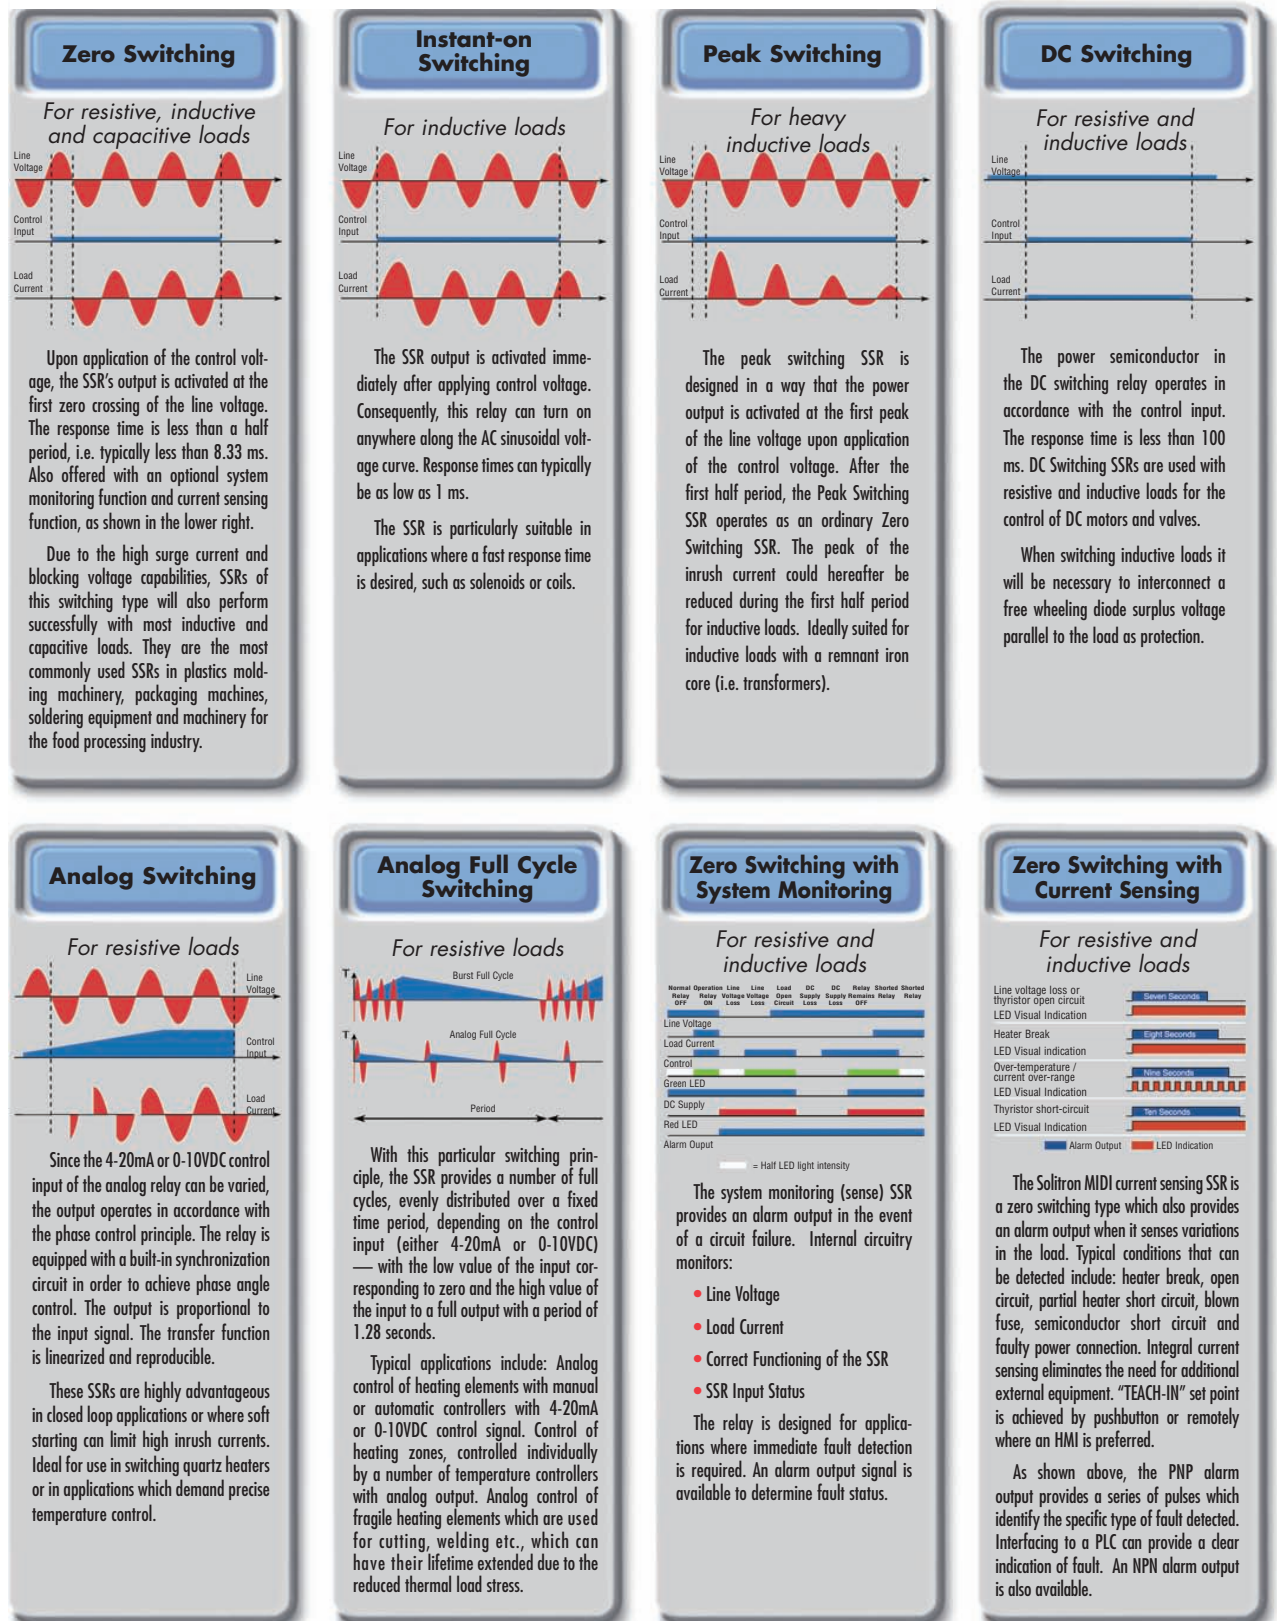 Zero Switching
For resistive, inductive
and capacitive loads
Line
Voltage
Control
Input
Load
Current
Upon application of the control volt-
age, the SSR's output is activated at the
first zero crossing of the line voltage.
The response time is less than a half
period, i.e. typically less than 8.33 ms.
Also offered with an optional system
monitoring function and current sensing
function, as shown in the lower right.
Due to the high surge current and
blocking voltage capabilities, SSRs of
this switching type will also perform
successfully with most inductive and
capacitive loads. They are the most
commonly used SSRs in plastics mold-
ing machinery, packaging machines,
soldering equipment and machinery for
the food processing industry.
Instant-on
Switching
For inductive loads
Line
Voltage
Control
Input
Load
Current
The SSR output is activated imme-
diately after applying control voltage.
Consequently, this relay can turn on
anywhere along the AC sinusoidal volt-
age curve. Response times can typically
be as low as 1 ms.
The SSR is particularly suitable in
applications where a fast response time
is desired, such as solenoids or coils.
Peak Switching
For heavy
inductive loads
Line
Voltage
Control
Input
Load
Current
The peak switching SSR is
designed in a way that the power
output is activated at the first peak
of the line voltage upon application
of the control voltage. After the
first half period, the Peak Switching
SSR operates as an ordinary Zero
Switching SSR. The peak of the
inrush current could hereafter be
reduced during the first half period
for inductive loads. Ideally suited for
inductive loads with a remnant iron
core (i.e. transformers).
DC Switching
For resistive and
inductive loads
Line
Voltage
Control
Input
Load
Current
The power semiconductor in
the DC switching relay operates in
accordance with the control input.
The response time is less than 100
ms. DC Switching SSRs are used with
resistive and inductive loads for the
control of DC motors and valves.
When switching inductive loads it
will be necessary to interconnect a
free wheeling diode surplus voltage
parallel to the load as protection.
Analog Switching
For resistive loads
Line
Voltage
Control
Input
Load
Current
Since the 4-20mA or 0-10VDC control
input of the analog relay can be varied,
the output operates in accordance with
the phase control principle. The relay is
equipped with a built-in synchronization
circuit in order to achieve phase angle
control. The output is proportional to
the input signal. The transfer function
is linearized and reproducible.
These SSRs are highly advantageous
in closed loop applications or where soft
starting can limit high inrush currents.
Ideal for use in switching quartz heaters
or in applications which demand precise
temperature control.
Analog Full Cycle
Switching
For resistive loads
T
Burst Full Cycle
T
Analog Full Cycle
Period
With this particular switching prin-
ciple, the SSR provides a number of full
cycles, evenly distributed over a fixed
time period, depending on the control
input (either 4-20mA or 0-10VDC)
— with the low value of the input cor-
responding to zero and the high value of
the input to a full output with a period of
1.28 seconds.
Typical applications include: Analog
control of heating elements with manual
or automatic controllers with 4-20mA
or 0-10VDC control signal. Control of
heating zones, controlled individually
by a number of temperature controllers
with analog output. Analog control of
fragile heating elements which are used
for cutting, welding etc., which can
have their lifetime extended due to the
reduced thermal load stress.
Zero Switching with
System Monitoring
For resistive and
inductive loads
Normal Operation Line Line Load DC DC Relay Shorted Shorted
Relay Relay Voltage Voltage Open Supply Supply Remains Relay Relay
OFF ON Loss Loss Circuit Loss Loss OFF
Line Voltage
Load Current
Control
Green LED
DC Supply
Red LED
Alarm Ouput
= Half LED light intensity
The system monitoring (sense) SSR
provides an alarm output in the event
of a circuit failure. Internal circuitry
monitors:
• Line Voltage
• Load Current
• Correct Functioning of the SSR
• SSR Input Status
The relay is designed for applica-
tions where immediate fault detection
is required. An alarm output signal is
available to determine fault status.
Zero Switching with
Current Sensing
For resistive and
inductive loads
Line voltage loss or
thyristor open circuit
Seven Seconds
LED Visual Indication
Heater Break
Eight Seconds
LED Visual indication
Over-temperature /
current over-range
Nine Seconds
LED Visual Indication
Thyristor short-circuit
Ten Seconds
LED Visual Indication
Alarm Output LED Indication
The Solitron MIDI current sensing SSR is
a zero switching type which also provides
an alarm output when it senses variations
in the load. Typical conditions that can
be detected include: heater break, open
circuit, partial heater short circuit, blown
fuse, semiconductor short circuit and
faulty power connection. Integral current
sensing eliminates the need for additional
external equipment. “TEACH-IN” set point
is achieved by pushbutton or remotely
where an HMI is preferred.
As shown above, the PNP alarm
output provides a series of pulses which
identify the specific type of fault detected.
Interfacing to a PLC can provide a clear
indication of fault. An NPN alarm output
is also available.